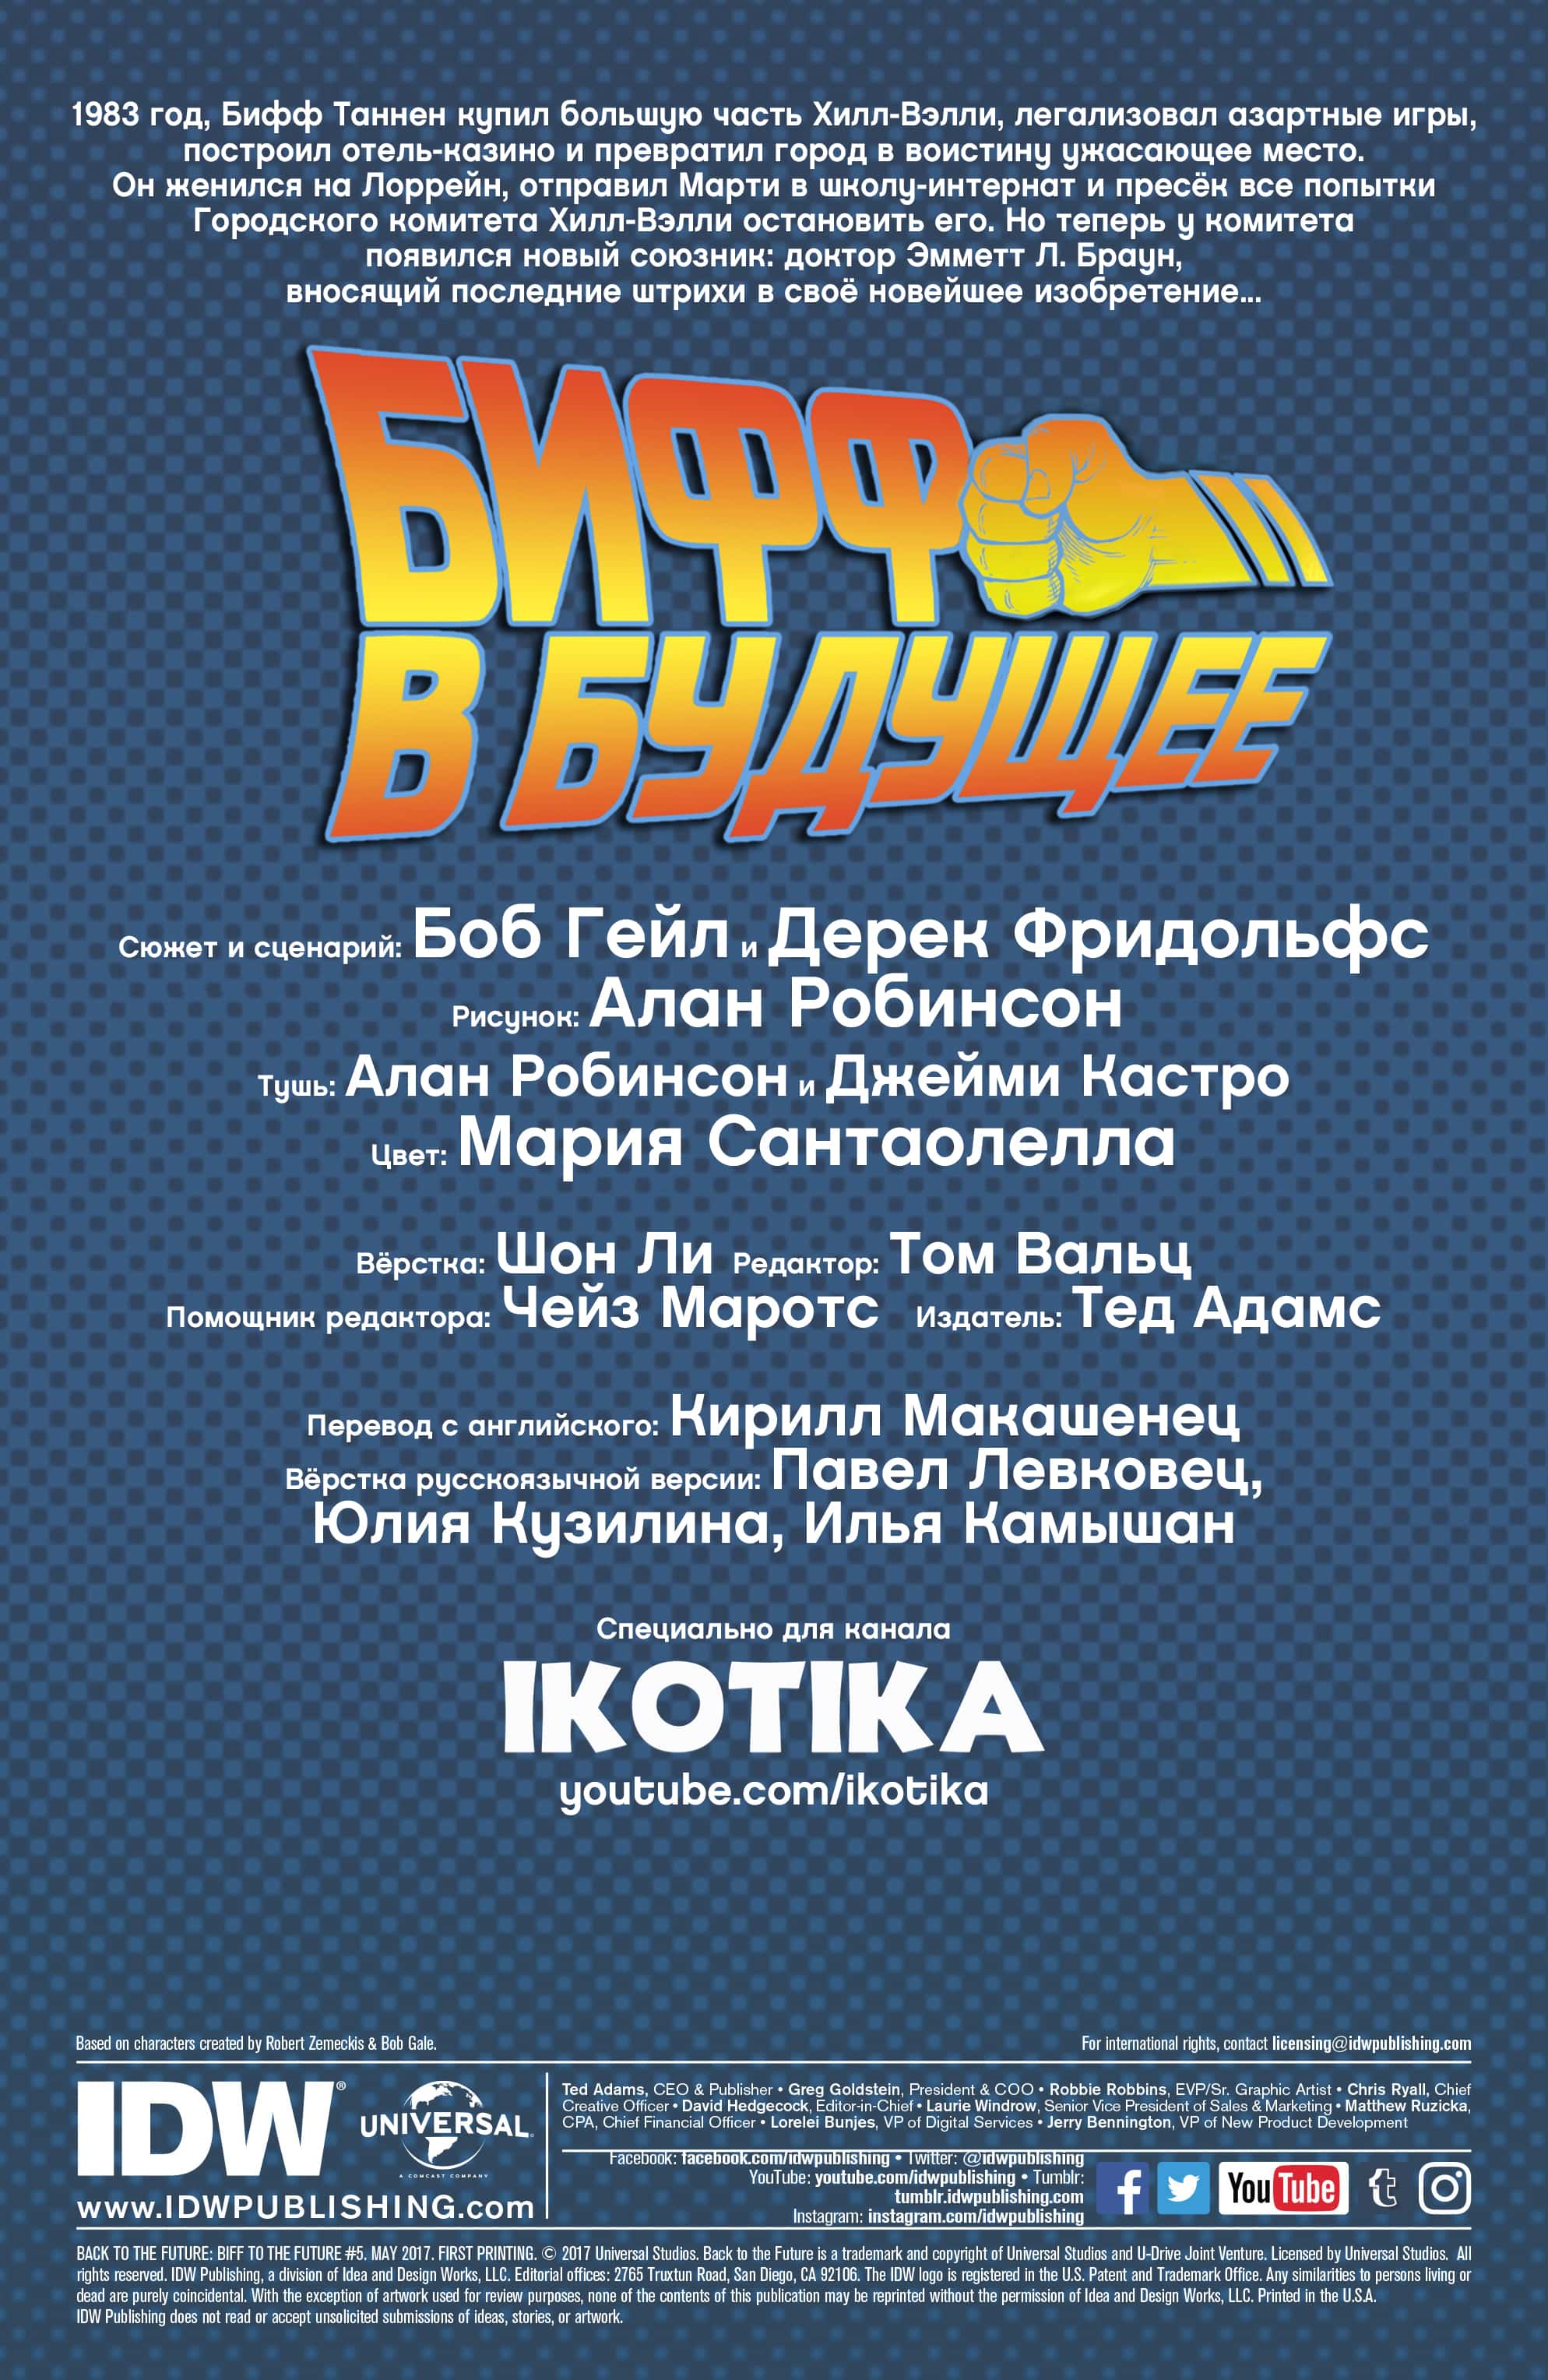 1983 год, Бифф Таннен купил большую часть Хилл-Вэлли, легализовал азартные игры,
построил отель-казино и превратил город в воистину ужасающее место.
Он женился на Лоррейн, отправил Марти в школу-интернат и пресёк все попытки
Городского комитета Хилл-Вэлли остановить его. Но теперь у комитета
появился новый союзник: доктор Эмметт Л. Браун,
вносящий последние штрихи в своё новейшее изобретение...
БИФФ
В БУДУЩЕЕ
Сюжет и сценарий: Боб Гейл и Дерек Фридольфс
Рисунок: Алан Робинсон
Тушь: Алан Робинсон и Джейми Кастро
Цвет: Мария Сантаолелла
Вёрстка: Шон Ли Редактор: Том Вальц
Помощник редактора: Чейз Маротс Издатель: Тед Адамс
Перевод с английского: Кирилл Макашенец
Вёрстка русскоязычной версии: Павел Левковец,
Юлия Кузилина, Илья Камышан
Специально для канала
IKOTIKA
youtube.com/ikotika
Based on characters created by Robert Zemeckis & Bob Gale.
For international rights, contact licensing@idwpublishing.com
IDW®
UNIVERSAL
A COMCAST COMPANY
www.IDWPUBLISHING.com
Ted Adams, CEO & Publisher • Greg Goldstein, President & COO • Robbie Robbins, EVP/Sr. Graphic Artist • Chris Ryall, Chief
Creative Officer • David Hedgecock, Editor-in-Chief • Laurie Windrow, Senior Vice President of Sales & Marketing • Matthew Ruzicka,
CPA, Chief Financial Officer • Lorelei Bunjes, VP of Digital Services • Jerry Bennington, VP of New Product Development
Facebook: facebook.com/idwpublishing • Twitter: @idwpublishing
YouTube: youtube.com/idwpublishing • Tumblr:
tumblr.idwpublishing.com
Instagram: instagram.com/idwpublishing
f
You Tube
t
BACK TO THE FUTURE: BIFF TO THE FUTURE #5. MAY 2017. FIRST PRINTING. © 2017 Universal Studios. Back to the Future is a trademark and copyright of Universal Studios and U-Drive Joint Venture. Licensed by Universal Studios. All
rights reserved. IDW Publishing, a division of Idea and Design Works, LLC. Editorial offices: 2765 Truxtun Road, San Diego, CA 92106. The IDW logo is registered in the U.S. Patent and Trademark Office. Any similarities to persons living or
dead are purely coincidental. With the exception of artwork used for review purposes, none of the contents of this publication may be reprinted without the permission of Idea and Design Works, LLC. Printed in the U.S.A.
IDW Publishing does not read or accept unsolicited submissions of ideas, stories, or artwork.